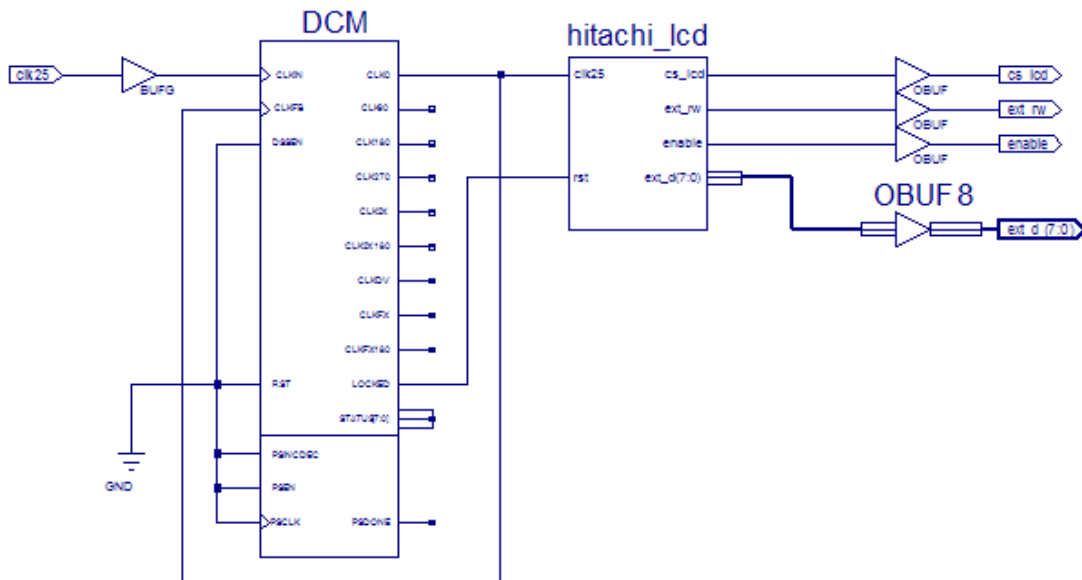 DCM
hitachi_lcd
clk25
BUFG
CLKIN
CLK0
CLKFB
CLK90
DSSEN
CLK180
CLK270
CLK2X
CLK2X180
CLKDV
CLKFX
CLKFX180
RST
LOCKED
STATUS[7:0]
PSINCDEC
PSEN
PSCLK
PSDONE
GND
clk25
cs_lcd
ext_rw
enable
rst
ext_d(7:0)
OBUF
cs_lcd
OBUF
ext_rw
OBUF
enable
OBUF8
ext_d(7:0)